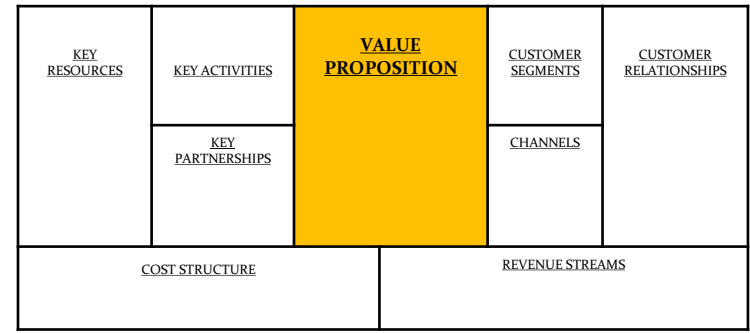 KEY
RESOURCES
KEY ACTIVITIES
KEY
PARTNERSHIPS
VALUE
PROPOSITION
CUSTOMER
SEGMENTS
CHANNELS
CUSTOMER
RELATIONSHIPS
COST STRUCTURE
REVENUE STREAMS